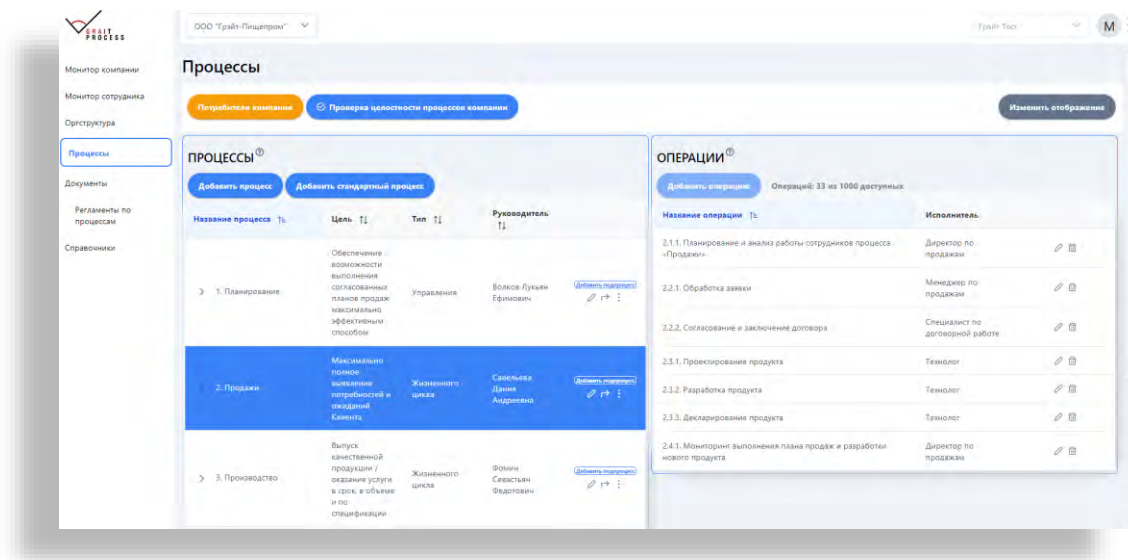 GRAIT
PROCESS
ООО "Грэйт-Пищепром"
Грэйт Тест
М
Монитор компании
Монитор сотрудника
Оргструктура
Процессы
Документы
Регламенты по
процессам
Справочники
Процессы
Потребители компании
Проверка целостности процессов компании
Изменить отображение
ПРОЦЕССЫ
Добавить процесс
Добавить стандартный процесс
Название процесса
Цель
Тип
Руководитель
1. Планирование
Обеспечение
возможности
выполнения
согласованных
планов продаж
максимально
эффективным
способом
Управления
Волков Лукьян
Ефимович
Добавить подпроцесс
2. Продажи
Максимально
полное
выявление
потребностей и
ожиданий
Клиента
Жизненного
цикла
Савельева
Дания
Андреевна
Добавить подпроцесс
3. Производство
Выпуск
качественной
продукции /
оказание услуги
в срок, в объеме
и по
спецификации
Жизненного
цикла
Фомин
Севастьян
Федотович
Добавить подпроцесс
ОПЕРАЦИИ
Добавить операцию
Операций: 33 из 1000 доступных
Название операции
Исполнитель
2.1.1. Планирование и анализ работы сотрудников процесса
«Продажи»
Директор по
продажам
2.2.1. Обработка заявки
Менеджер по
продажам
2.2.2. Согласование и заключение договора
Специалист по
договорной работе
2.3.1. Проектирование продукта
Технолог
2.3.2. Разработка продукта
Технолог
2.3.3. Декларирование продукта
Технолог
2.4.1. Мониторинг выполнения плана продаж и разработки
нового продукта
Директор по
продажам